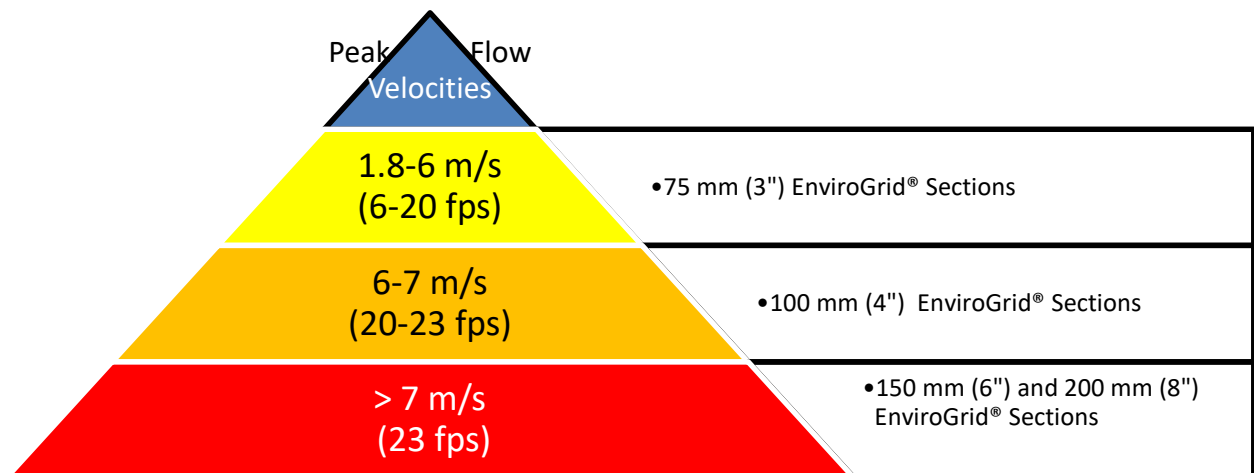 Peak Flow
Velocities
1.8-6 m/s
(6-20 fps)
•75 mm (3") EnviroGrid® Sections
6-7 m/s
(20-23 fps)
•100 mm (4")  EnviroGrid® Sections
> 7 m/s
(23 fps)
•150 mm (6") and 200 mm (8")
EnviroGrid® Sections